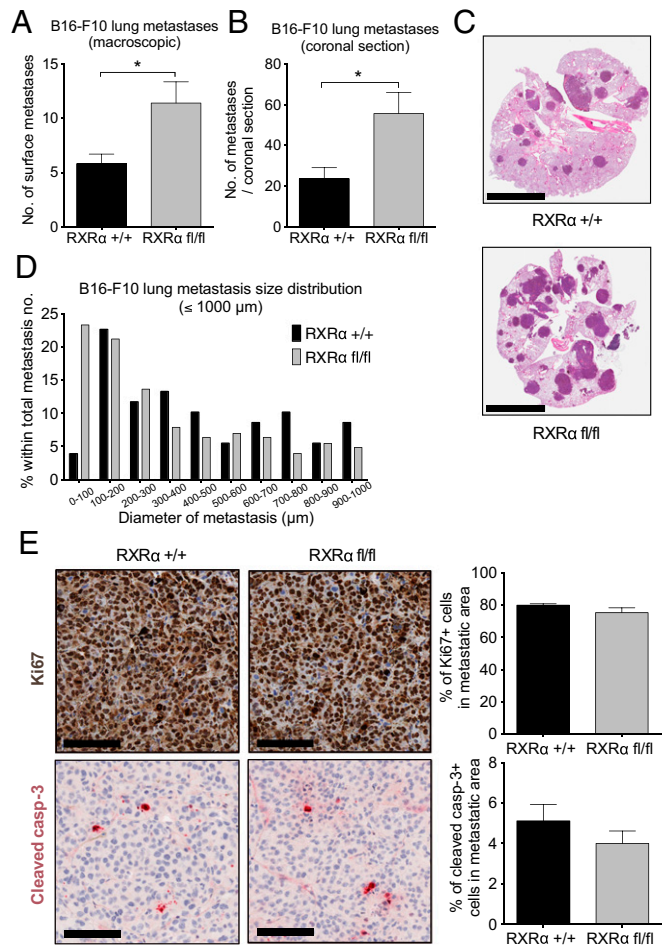 A
B16-F10 lung metastases
(macroscopic)
No. of surface metastases
15
10
5
0
*
RXRα +/+
RXRα fl/fl
B
B16-F10 lung metastases
(coronal section)
No. of metastases
/ coronal section
80
60
40
20
0
*
RXRα +/+
RXRα fl/fl
C
RXRα +/+
RXRα fl/fl
D
B16-F10 lung metastasis size distribution
(≤ 1000 µm)
% within total metastasis no.
25
20
15
10
5
0
RXRα +/+
RXRα fl/fl
0-100
100-200
200-300
300-400
400-500
500-600
600-700
700-800
800-900
900-1000
Diameter of metastasis (µm)
E
RXRα +/+
RXRα fl/fl
Ki67
Cleaved casp-3
% of Ki67+ cells
in metastatic area
100
80
60
40
20
0
RXRα +/+
RXRα fl/fl
% of cleaved casp-3+
cells in metastatic area
8
6
4
2
0
RXRα +/+
RXRα fl/fl